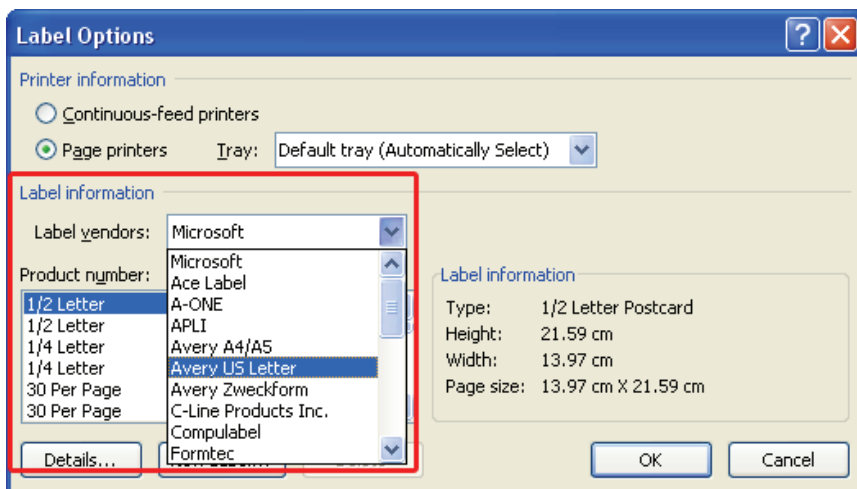 Label Options
Printer information
Continuous-feed printers
Page printers Tray: Default tray (Automatically Select)
Label information
Label vendors: Microsoft
Microsoft
Ace Label
A-ONE
APLI
Avery A4/A5
Avery US Letter
Avery Zweckform
C-Line Products Inc.
Compulabel
Formtec
Product number:
1/2 Letter
1/2 Letter
1/4 Letter
1/4 Letter
30 Per Page
30 Per Page
Label information
Type: 1/2 Letter Postcard
Height: 21.59 cm
Width: 13.97 cm
Page size: 13.97 cm X 21.59 cm
Details...
OK
Cancel